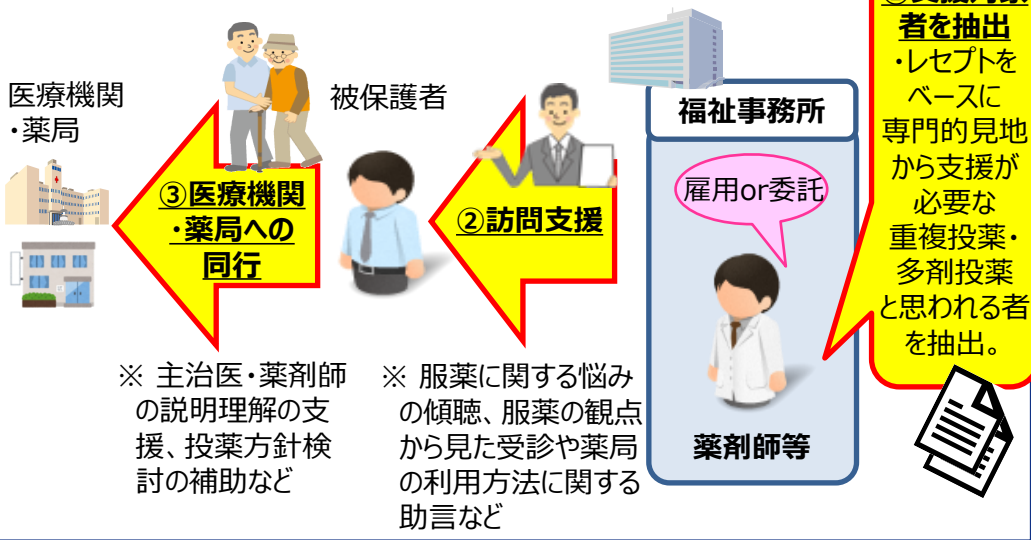 者を抽出
・レセプトを
ベースに
専門的見地
から支援が
必要な
重複投薬・
多剤投薬
と思われる者
を抽出。
福祉事務所
雇用or委託
薬剤師等
②訪問支援
※ 服薬に関する悩み
の傾聴、服薬の観点
から見た受診や薬局
の利用方法に関する
助言など
被保護者
③医療機関
・薬局への
同行
※ 主治医・薬剤師
の説明理解の支
援、投薬方針検
討の補助など
医療機関
・薬局